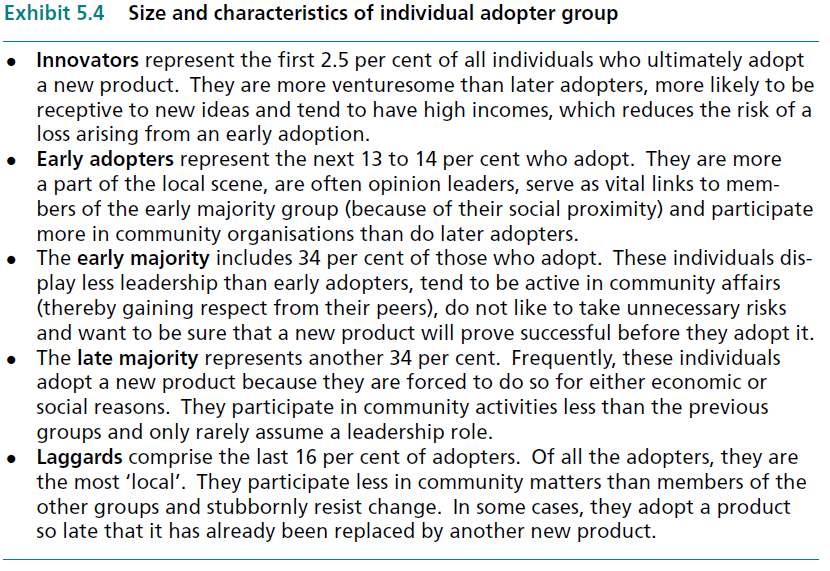 Exhibit 5.4 Size and characteristics of individual adopter group
• Innovators represent the first 2.5 per cent of all individuals who ultimately adopt
a new product. They are more venturesome than later adopters, more likely to be
receptive to new ideas and tend to have high incomes, which reduces the risk of a
loss arising from an early adoption.
• Early adopters represent the next 13 to 14 per cent who adopt. They are more
a part of the local scene, are often opinion leaders, serve as vital links to mem-
bers of the early majority group (because of their social proximity) and participate
more in community organisations than do later adopters.
• The early majority includes 34 per cent of those who adopt. These individuals dis-
play less leadership than early adopters, tend to be active in community affairs
(thereby gaining respect from their peers), do not like to take unnecessary risks
and want to be sure that a new product will prove successful before they adopt it.
• The late majority represents another 34 per cent. Frequently, these individuals
adopt a new product because they are forced to do so for either economic or
social reasons. They participate in community activities less than the previous
groups and only rarely assume a leadership role.
• Laggards comprise the last 16 per cent of adopters. Of all the adopters, they are
the most ‘local’. They participate less in community matters than members of the
other groups and stubbornly resist change. In some cases, they adopt a product
so late that it has already been replaced by another new product.